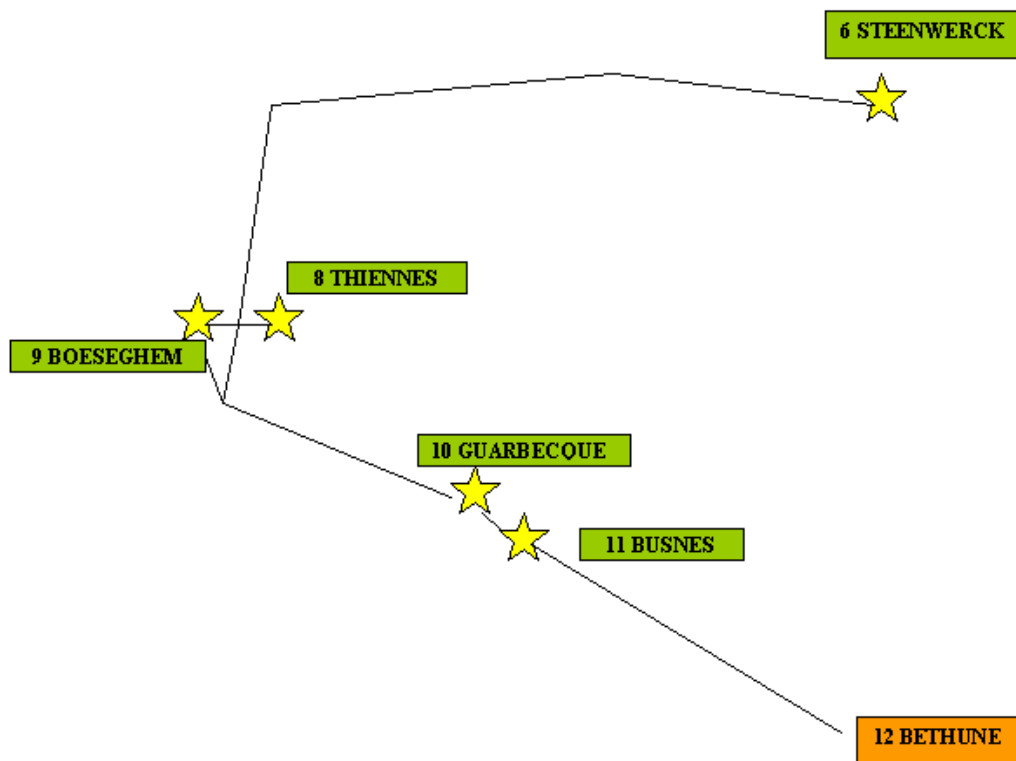 6 STEENWERCK
8 THIENNES
9 BOESEGHEM
10 GUARBECQUE
11 BUSNES
12 BETHUNE